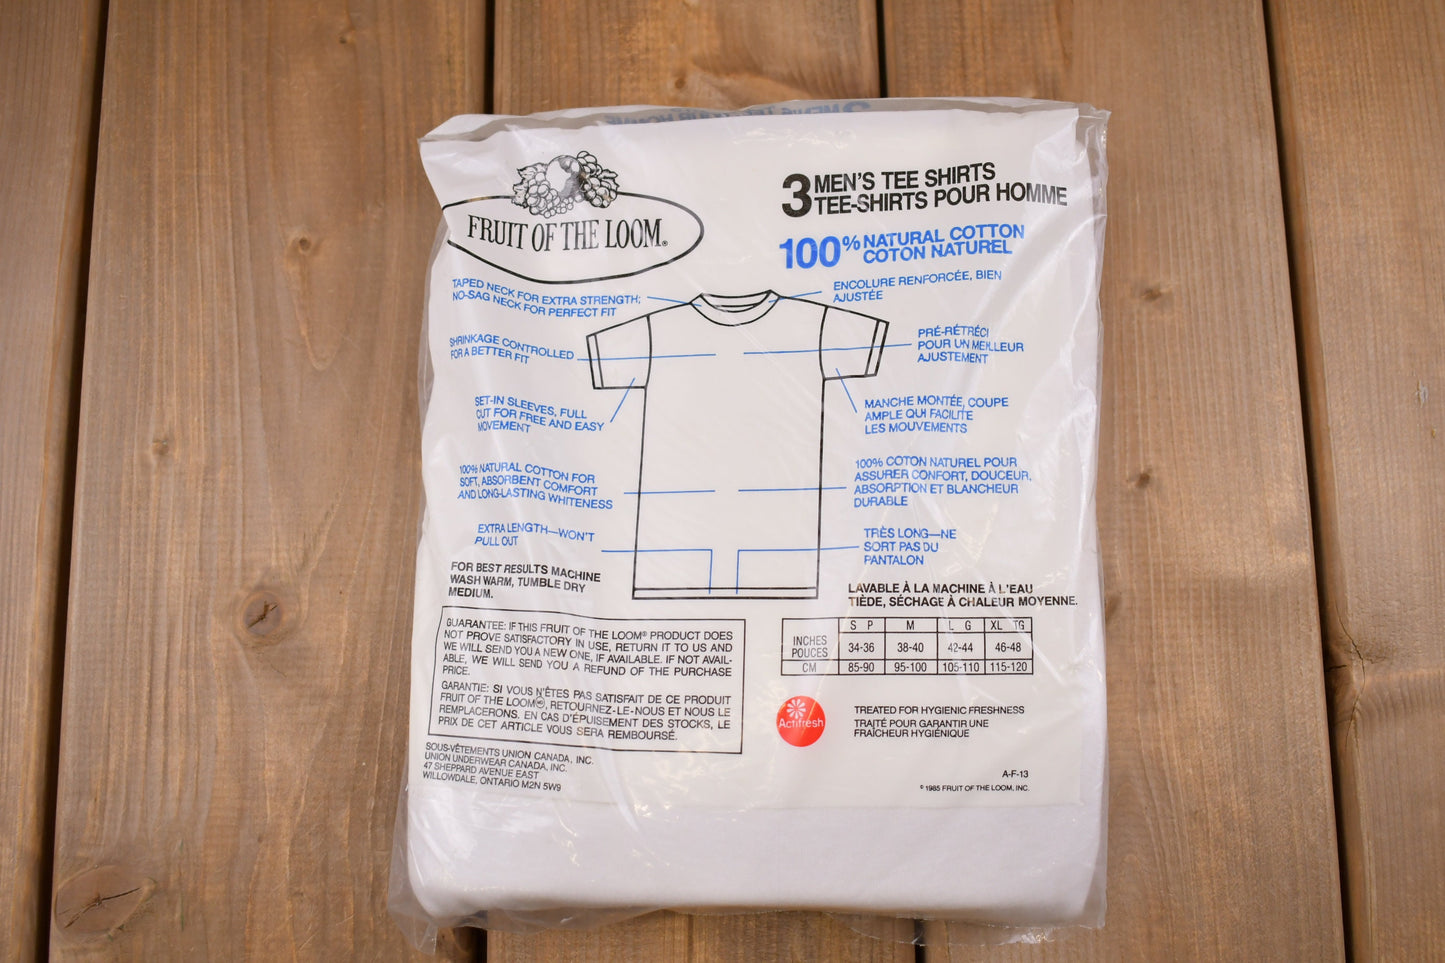 3 MEN'S TEE SHIRTS
FRUIT OF THE LOOM®
3 MEN'S TEE SHIRTS
TEE-SHIRTS POUR HOMME
100% NATURAL COTTON
COTON NATUREL
TAPED NECK FOR EXTRA STRENGTH;
NO-SAG NECK FOR PERFECT FIT
ENCOLURE RENFORCÉE, BIEN
AJUSTÉE
SHRINKAGE CONTROLLED
FOR A BETTER FIT
PRÉ-RÉTRÉCI
POUR UN MEILLEUR
AJUSTEMENT
SET-IN SLEEVES, FULL
CUT FOR FREE AND EASY
MOVEMENT
MANCHE MONTÉE, COUPE
AMPLE QUI FACILITE
LES MOUVEMENTS
100% NATURAL COTTON FOR
SOFT, ABSORBENT COMFORT
AND LONG-LASTING WHITENESS
100% COTON NATUREL POUR
ASSURER CONFORT, DOUCEUR,
ABSORPTION ET BLANCHEUR
DURABLE
EXTRA LENGTH—WON'T
PULL OUT
TRÈS LONG—NE
SORT PAS DU
PANTALON
FOR BEST RESULTS MACHINE
WASH WARM, TUMBLE DRY
MEDIUM.
LAVABLE À LA MACHINE À L'EAU
TIÈDE, SÉCHAGE À CHALEUR MOYENNE.
GUARANTEE: IF THIS FRUIT OF THE LOOM® PRODUCT DOES
NOT PROVE SATISFACTORY IN USE, RETURN IT TO US AND
WE WILL SEND YOU A NEW ONE, IF AVAILABLE. IF NOT AVAIL-
ABLE, WE WILL SEND YOU A REFUND OF THE PURCHASE
PRICE.
GARANTIE: SI VOUS N'ÊTES PAS SATISFAIT DE CE PRODUIT
FRUIT OF THE LOOM®, RETOURNEZ-LE-NOUS ET NOUS LE
REMPLACERONS. EN CAS D'ÉPUISEMENT DES STOCKS, LE
PRIX DE CET ARTICLE VOUS SERA REMBOURSÉ.
S P M L G XL TG
INCHES
POUCES 34-36 38-40 42-44 46-48
CM 85-90 95-100 105-110 115-120
Actifresh
TREATED FOR HYGIENIC FRESHNESS
TRAITÉ POUR GARANTIR UNE
FRAÎCHEUR HYGIÉNIQUE
SOUS-VÊTEMENTS UNION CANADA, INC.
UNION UNDERWEAR CANADA, INC.
47 SHEPPARD AVENUE EAST
WILLOWDALE, ONTARIO M2N 5W9
A-F-13
© 1985 FRUIT OF THE LOOM, INC.